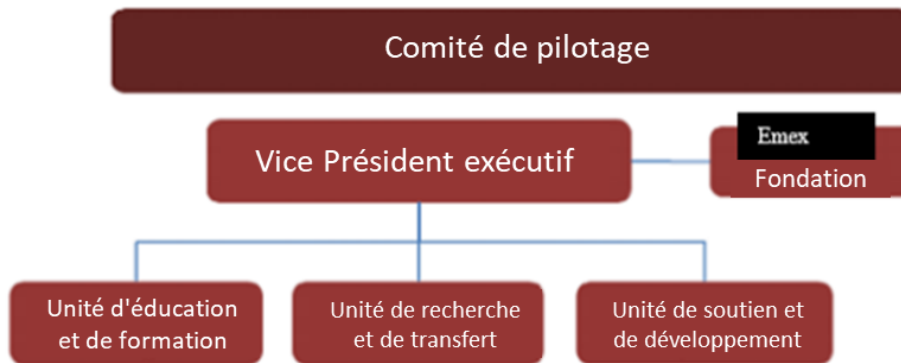 Comité de pilotage
Vice Président exécutif
Emex
Fondation
Unité d'éducation
et de formation
Unité de recherche
et de transfert
Unité de soutien et
de développement